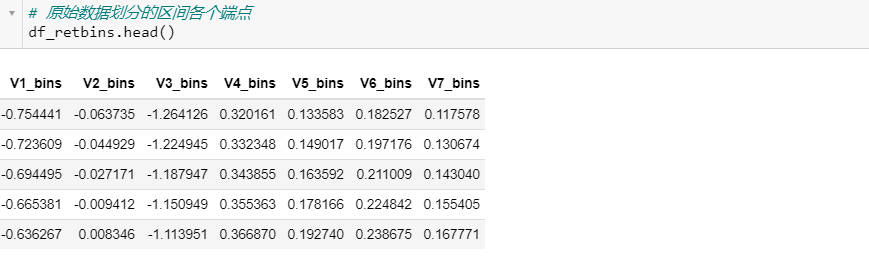 # 原始数据划分的区间各个端点
df_retbins.head()
V1_bins V2_bins V3_bins V4_bins V5_bins V6_bins V7_bins
-0.754441 -0.063735 -1.264126 0.320161 0.133583 0.182527 0.117578
-0.723609 -0.044929 -1.224945 0.332348 0.149017 0.197176 0.130674
-0.694495 -0.027171 -1.187947 0.343855 0.163592 0.211009 0.143040
-0.665381 -0.009412 -1.150949 0.355363 0.178166 0.224842 0.155405
-0.636267 0.008346 -1.113951 0.366870 0.192740 0.238675 0.167771